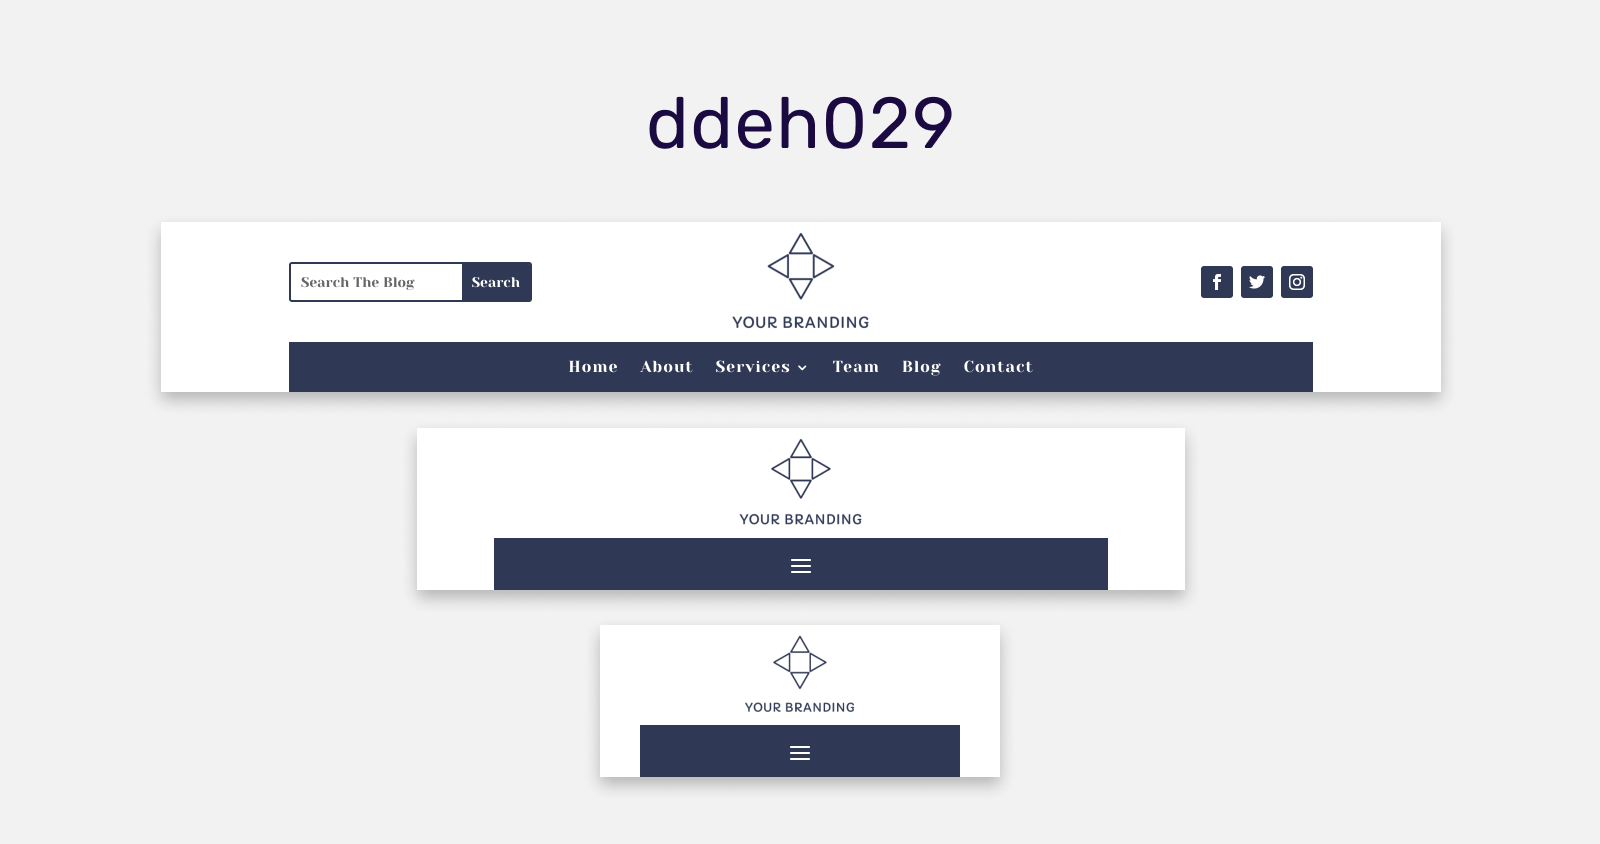 ddeh029
Search The Blog
Search
YOUR BRANDING
Home About Services Team Blog Contact
YOUR BRANDING
YOUR BRANDING